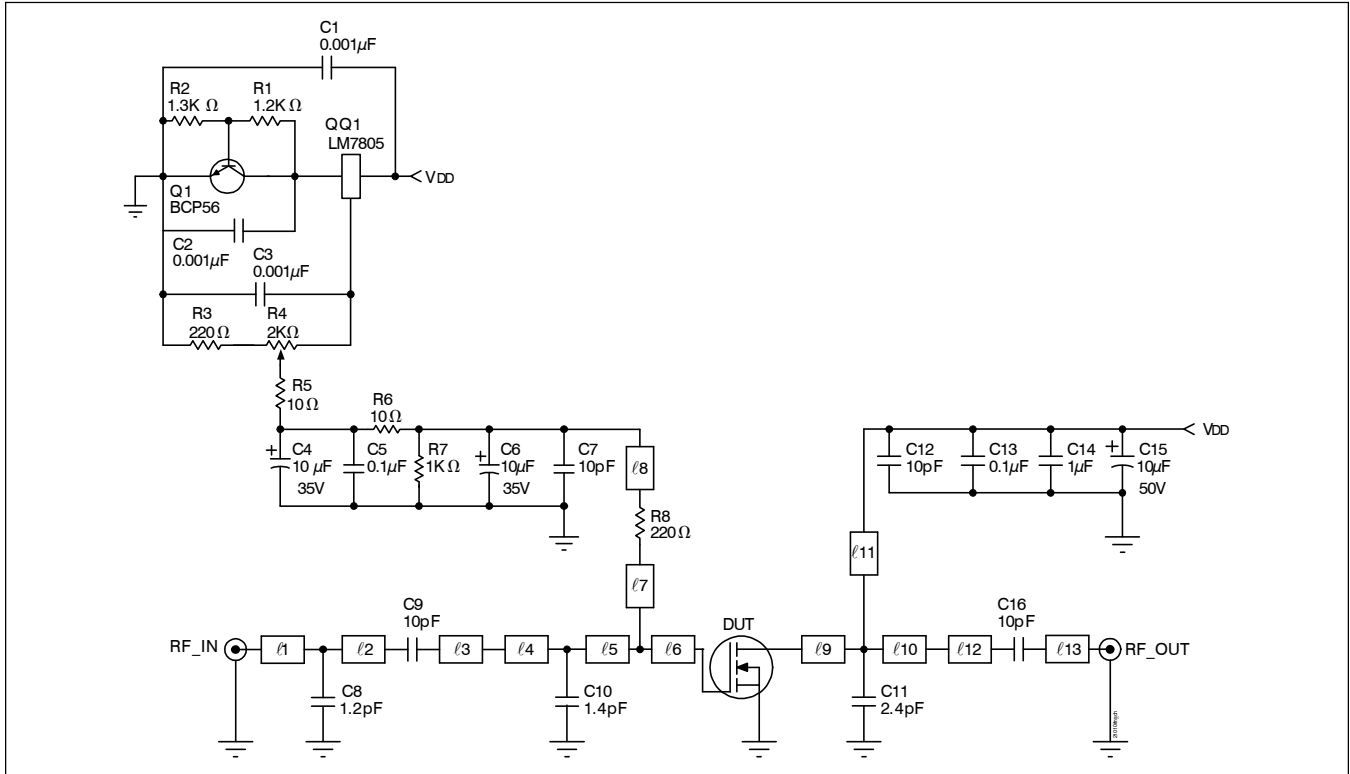 C1
0.001µF
R2
1.3K Ω
R1
1.2K Ω
QQ1
LM7805
VDD
Q1
BCP56
C2
0.001µF
C3
0.001µF
R3
220 Ω
R4
2KΩ
R5
10 Ω
R6
10 Ω
C4
10 µF
35V
C5
0.1µF
R7
1K Ω
C6
10µF
35V
C7
10pF
ℓ8
R8
220 Ω
ℓ7
VDD
C12
10pF
C13
0.1µF
C14
1µF
C15
10µF
50V
ℓ11
RF_IN
ℓ1
ℓ2
C9
10pF
ℓ3
ℓ4
ℓ5
ℓ6
DUT
ℓ9
ℓ10
ℓ12
C16
10pF
ℓ13
RF_OUT
C8
1.2pF
C10
1.4pF
C11
2.4pF